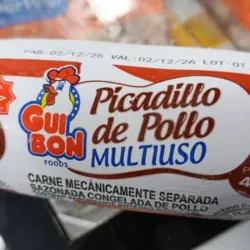 FAB: 02/12/25 VAL: 02/12/26 LOT: 01
Picadillo
de Pollo
MULTIUSO
GUI
BON
FOODS
CARNE MECÁNICAMENTE SEPARADA
SAZONADA CONGELADA DE POLLO